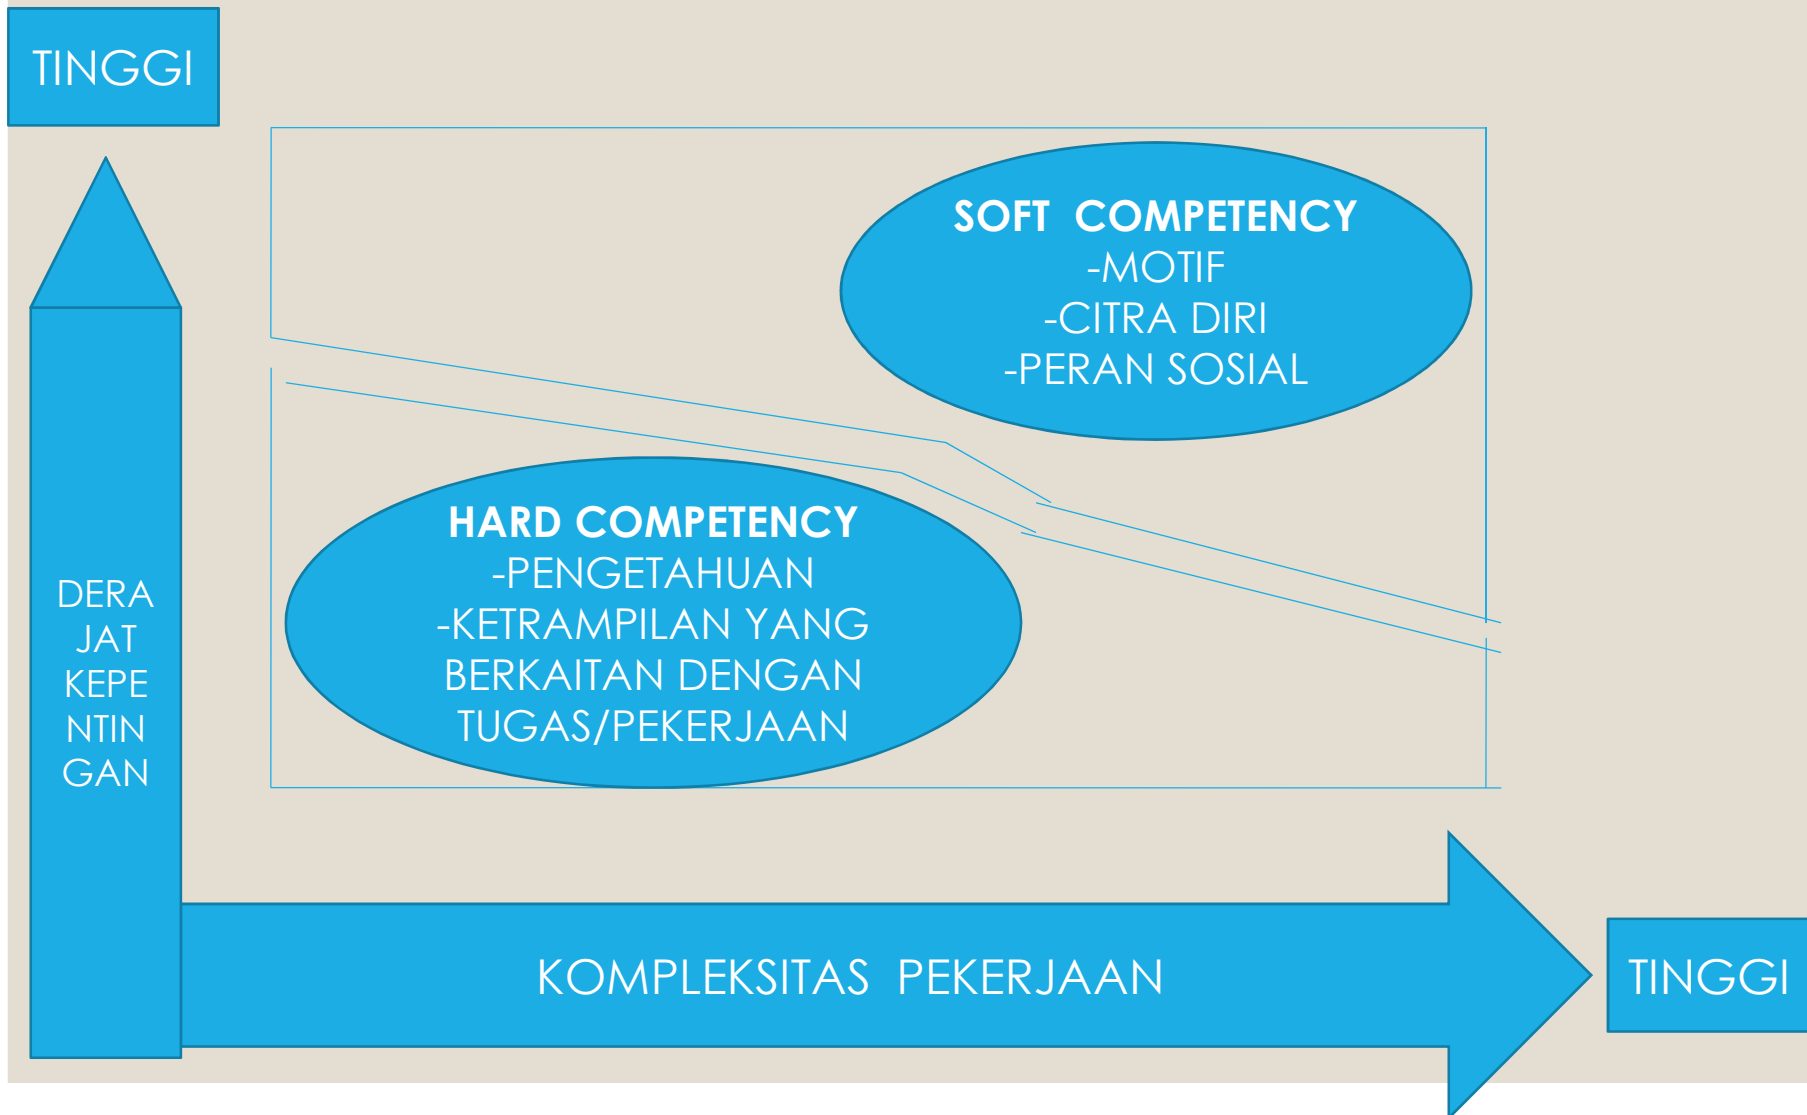 TINGGI
SOFT  COMPETENCY
-MOTIF
-CITRA DIRI
-PERAN SOSIAL
HARD COMPETENCY
-PENGETAHUAN
-KETRAMPILAN YANG
BERKAITAN DENGAN
TUGAS/PEKERJAAN
DERA
JAT
KEPE
NTIN
GAN
KOMPLEKSITAS  PEKERJAAN
TINGGI